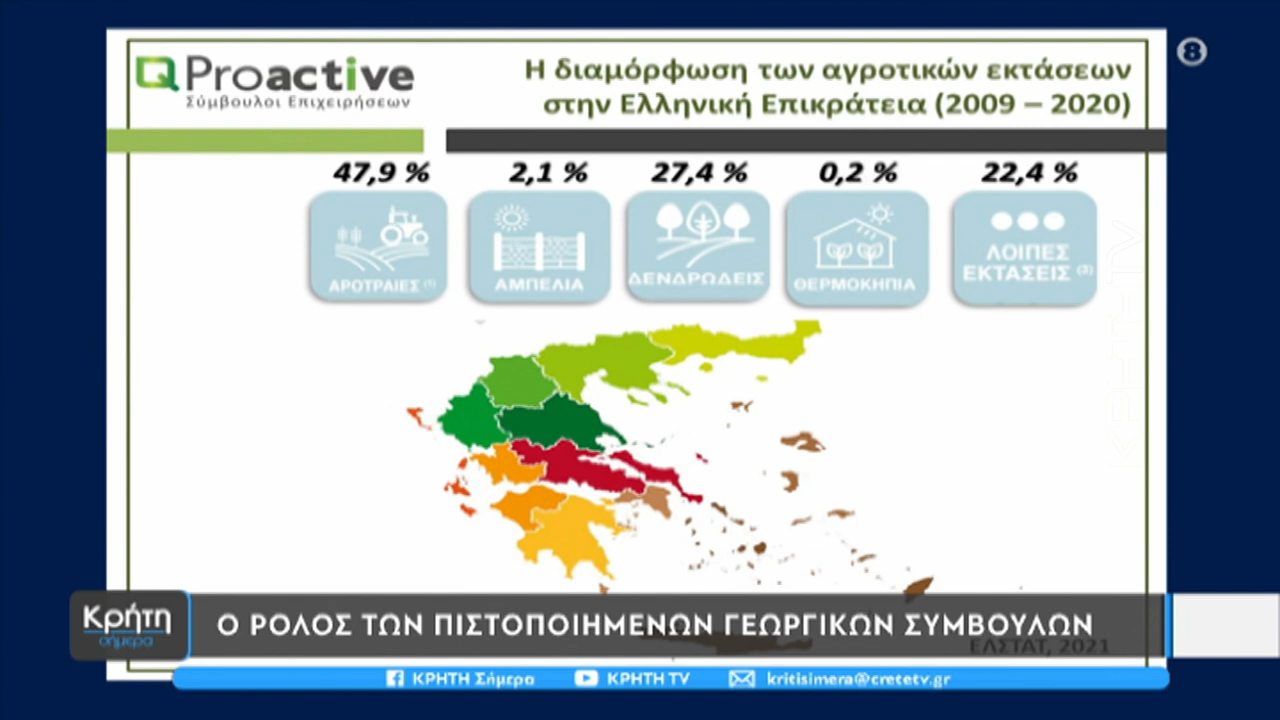 Proactive
Σύμβουλοι Επιχειρήσεων
Η διαμόρφωση των αγροτικών εκτάσεων
στην Ελληνική Επικράτεια (2009 – 2020)
8
47,9 %
2,1 %
27,4 %
0,2 %
22,4 %
ΑΡΟΤΡΑΙΕΣ (1)
ΑΜΠΕΛΙΑ
ΔΕΝΔΡΩΔΕΙΣ
ΘΕΡΜΟΚΗΠΙΑ
ΛΟΙΠΕΣ
ΕΚΤΑΣΕΙΣ (3)
Κρήτη
σήμερα
Ο ΡΟΛΟΣ ΤΩΝ ΠΙΣΤΟΠΟΙΗΜΕΝΩΝ ΓΕΩΡΓΙΚΩΝ ΣΥΜΒΟΥΛΩΝ
ΕΛΣΤΑΤ, 2021
ΚΡΗΤΗ Σήμερα
ΚΡΗΤΗ TV
kritisimera@cretetv.gr